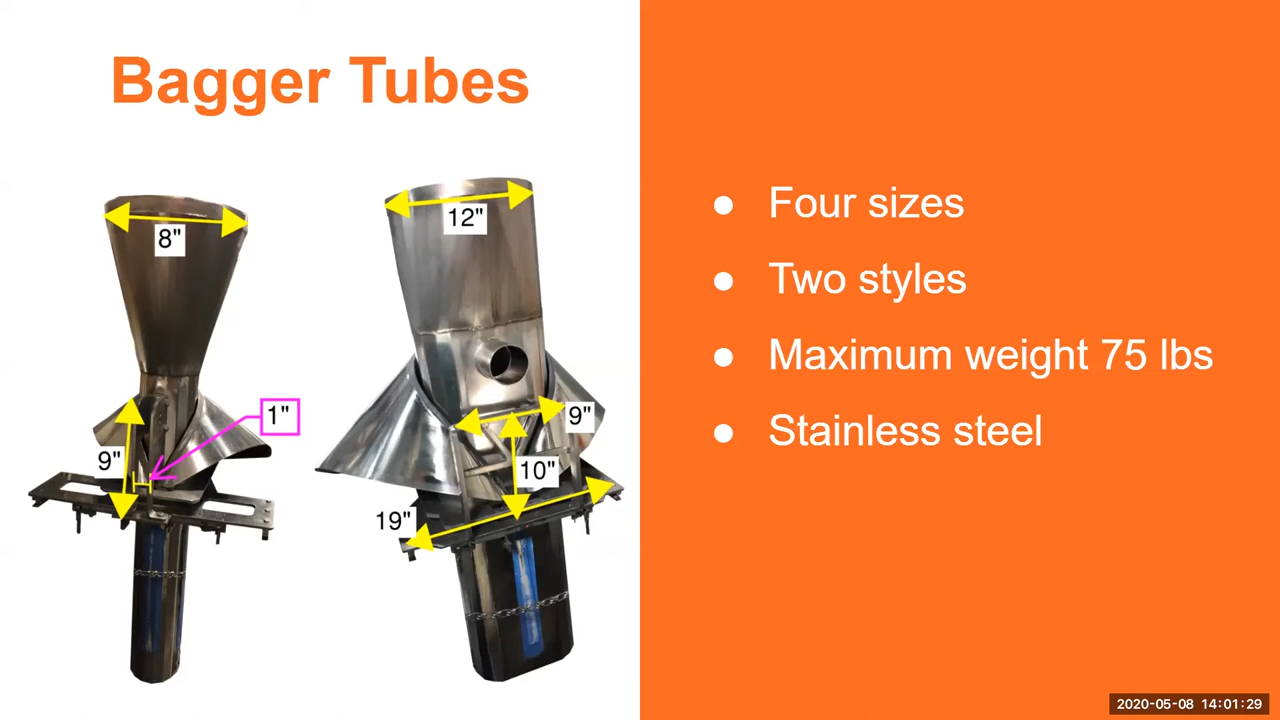 Bagger Tubes
8"
12"
1"
9"
9"
10"
19"
● Four sizes
● Two styles
● Maximum weight 75 lbs
● Stainless steel
2020-05-08 14:01:29